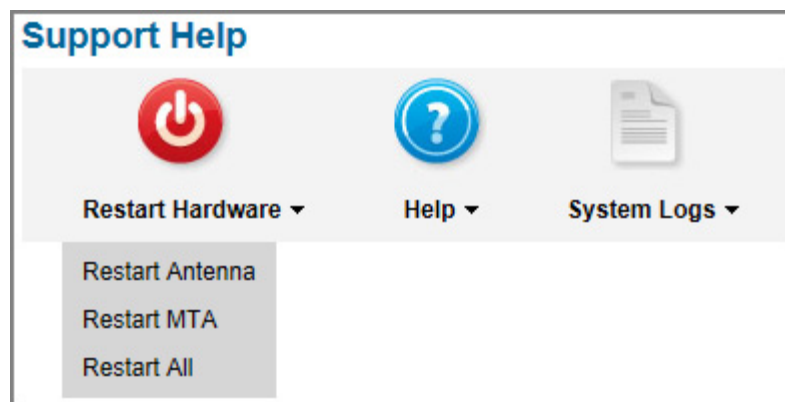 Support Help
Restart Hardware Help System Logs
Restart Antenna
Restart MTA
Restart All